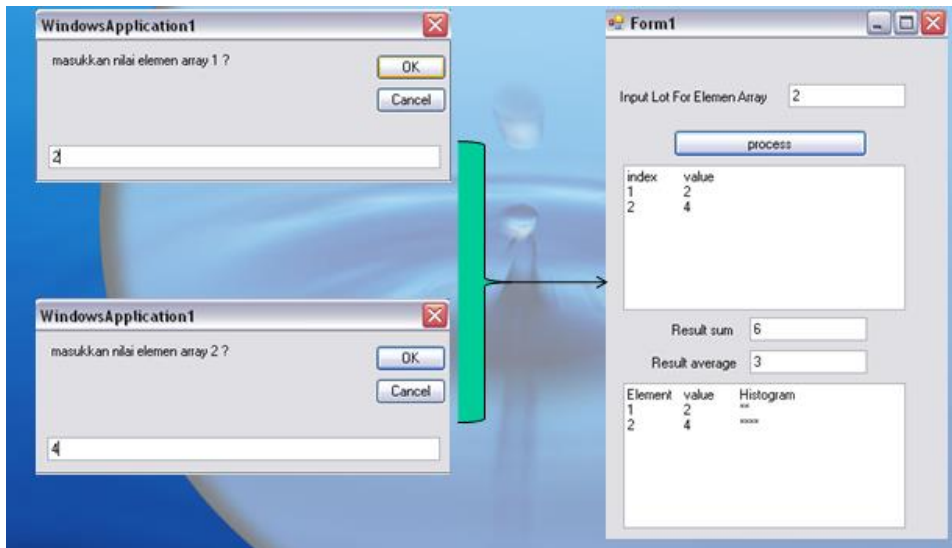 WindowsApplication1
masukkan nilai elemen array 1 ?
OK
Cancel
2
WindowsApplication1
masukkan nilai elemen array 2 ?
OK
Cancel
4
Form1
Input Lot For Elemen Array 2
process
index value
1 2
2 4
Result sum 6
Result average 3
Element value Histogram
1 2 **
2 4 ****